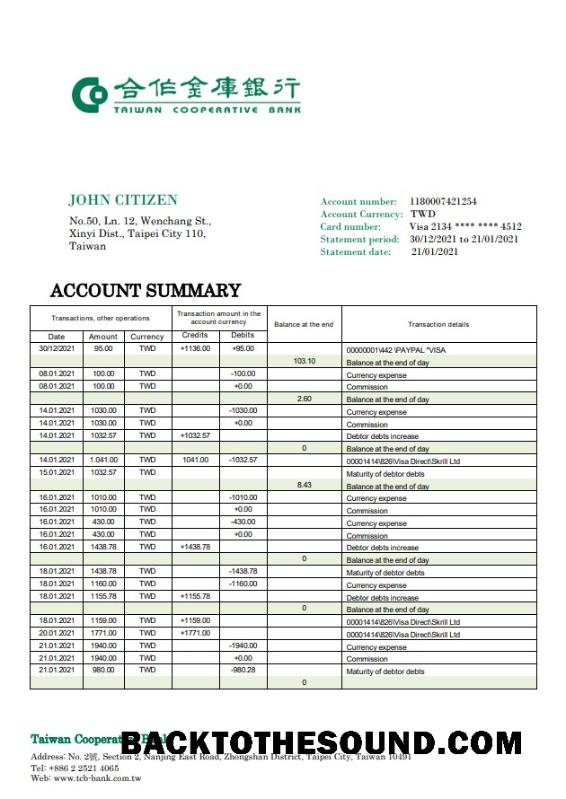 合作金庫銀行
TAIWAN COOPERATIVE BANK
JOHN CITIZEN
No.50, Ln. 12, Wenchang St.,
Xinyi Dist., Taipei City 110,
Taiwan
Account number: 1180007421254
Account Currency: TWD
Card number: Visa 2134 **** **** 4512
Statement period: 30/12/2021 to 21/01/2021
Statement date: 21/01/2021
ACCOUNT SUMMARY
Transactions, other operations
Transaction amount in the account currency
Balance at the end
Transaction details
Date Amount Currency Credits Debits
30/12/2021 95.00 TWD +1136.00 +95.00 00000001\442 \PAYPAL "VISA
103.10 Balance at the end of day
08.01.2021 100.00 TWD -100.00 Currency expense
08.01.2021 100.00 TWD +0.00 Commission
2.60 Balance at the end of day
14.01.2021 1030.00 TWD -1030.00 Currency expense
14.01.2021 1030.00 TWD +0.00 Commission
14.01.2021 1032.57 TWD +1032.57 Debtor debts increase
0 Balance at the end of day
14.01.2021 1.041.00 TWD 1041.00 -1032.57 00001414\826\Visa Direct\Skrill Ltd
15.01.2021 1032.57 TWD Maturity of debtor debts
8.43 Balance at the end of day
16.01.2021 1010.00 TWD -1010.00 Currency expense
16.01.2021 1010.00 TWD +0.00 Commission
16.01.2021 430.00 TWD -430.00 Currency expense
16.01.2021 430.00 TWD +0.00 Commission
16.01.2021 1438.78 TWD +1438.78 Debtor debts increase
0 Balance at the end of day
18.01.2021 1438.78 TWD -1438.78 Maturity of debtor debts
18.01.2021 1160.00 TWD -1160.00 Currency expense
18.01.2021 1155.78 TWD +1155.78 Debtor debts increase
0 Balance at the end of day
18.01.2021 1159.00 TWD +1159.00 00001414\826\Visa Direct\Skrill Ltd
20.01.2021 1771.00 TWD +1771.00 00001414\826\Visa Direct\Skrill Ltd
21.01.2021 1940.00 TWD -1940.00 Currency expense
21.01.2021 1940.00 TWD +0.00 Commission
21.01.2021 980.00 TWD -980.28 Maturity of debtor debts
0
Taiwan Cooperative Bank
BACKTOTHESOUND.COM
Address: No. 2號, Section 2, Nanjing East Road, Zhongshan District, Taipei City, Taiwan 10491
Tel: +886 2 2521 4065
Web: www.tcb-bank.com.tw